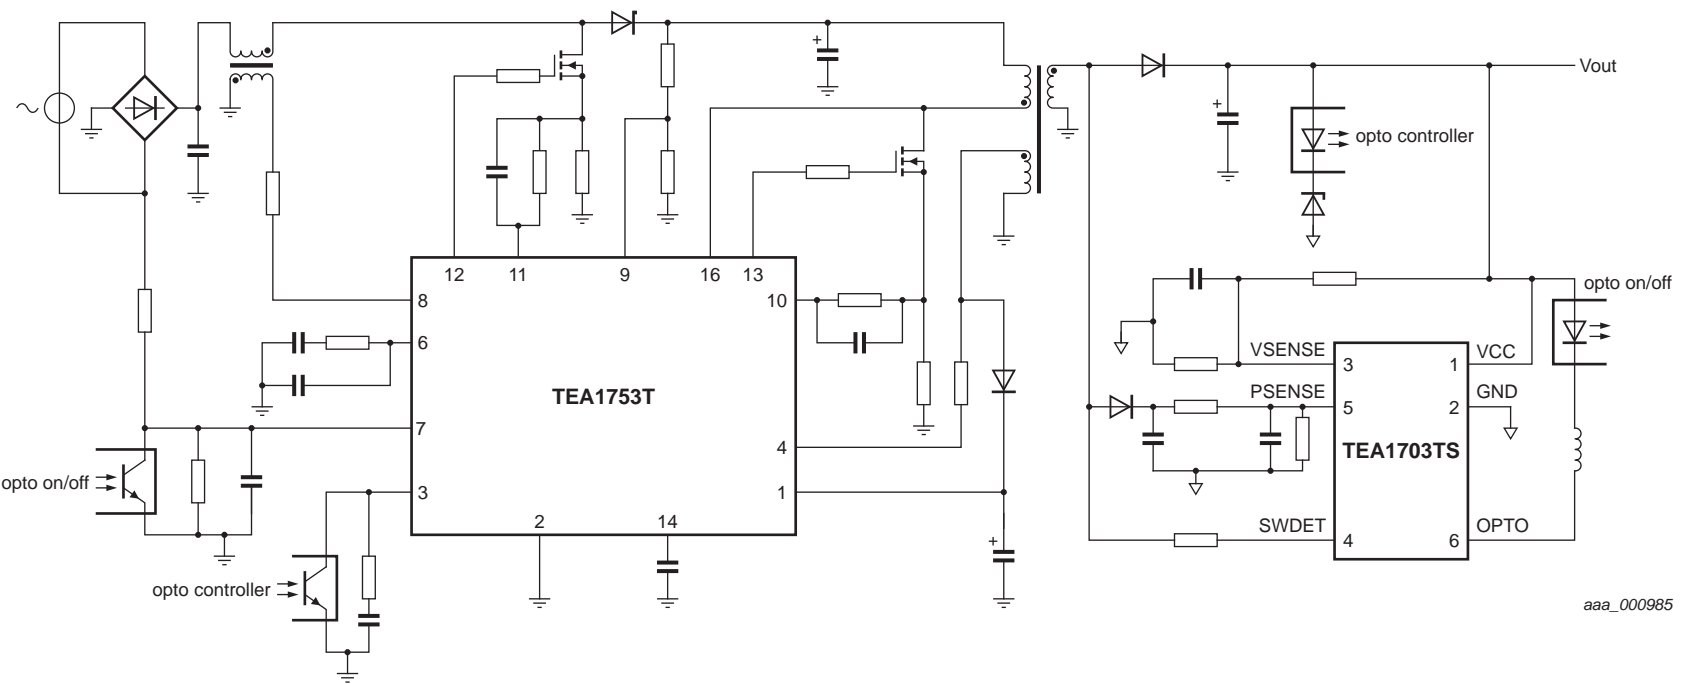 +
+
Vout
opto controller
12
11
9
16
13
8
10
opto on/off
6
VSENSE
VCC
3
1
TEA1753T
PSENSE
GND
5
2
7
4
TEA1703TS
opto on/off
3
1
2
14
SWDET
OPTO
4
6
+
opto controller
aaa_000985